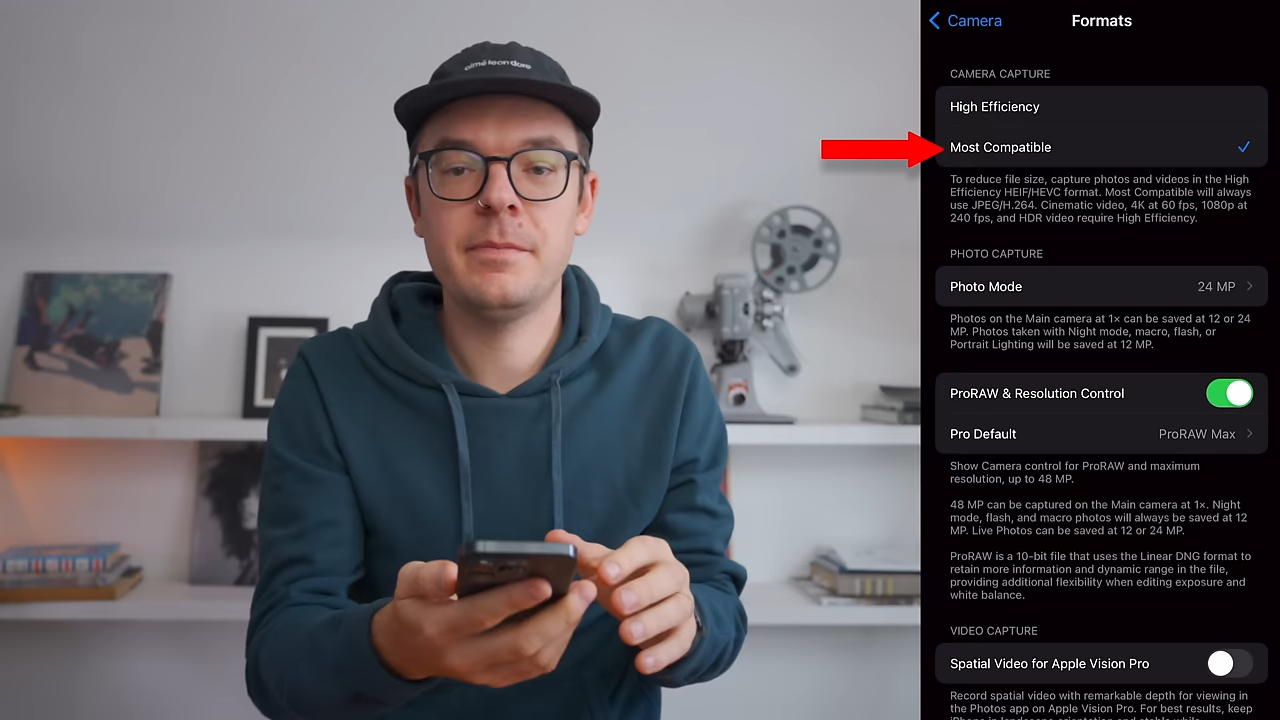 aimé leon dore
Camera
Formats
CAMERA CAPTURE
High Efficiency
Most Compatible
To reduce file size, capture photos and videos in the High
Efficiency HEIF/HEVC format. Most Compatible will always
use JPEG/H.264. Cinematic video, 4K at 60 fps, 1080p at
240 fps, and HDR video require High Efficiency.
PHOTO CAPTURE
Photo Mode 24 MP
Photos on the Main camera at 1× can be saved at 12 or 24
MP. Photos taken with Night mode, macro, flash, or
Portrait Lighting will be saved at 12 MP.
ProRAW & Resolution Control
Pro Default ProRAW Max
Show Camera control for ProRAW and maximum
resolution, up to 48 MP.
48 MP can be captured on the Main camera at 1×. Night
mode, flash, and macro photos will always be saved at 12
MP. Live Photos can be saved at 12 or 24 MP.
ProRAW is a 10-bit file that uses the Linear DNG format to
retain more information and dynamic range in the file,
providing additional flexibility when editing exposure and
white balance.
VIDEO CAPTURE
Spatial Video for Apple Vision Pro
Record spatial video with remarkable depth for viewing in
the Photos app on Apple Vision Pro. For best results, keep